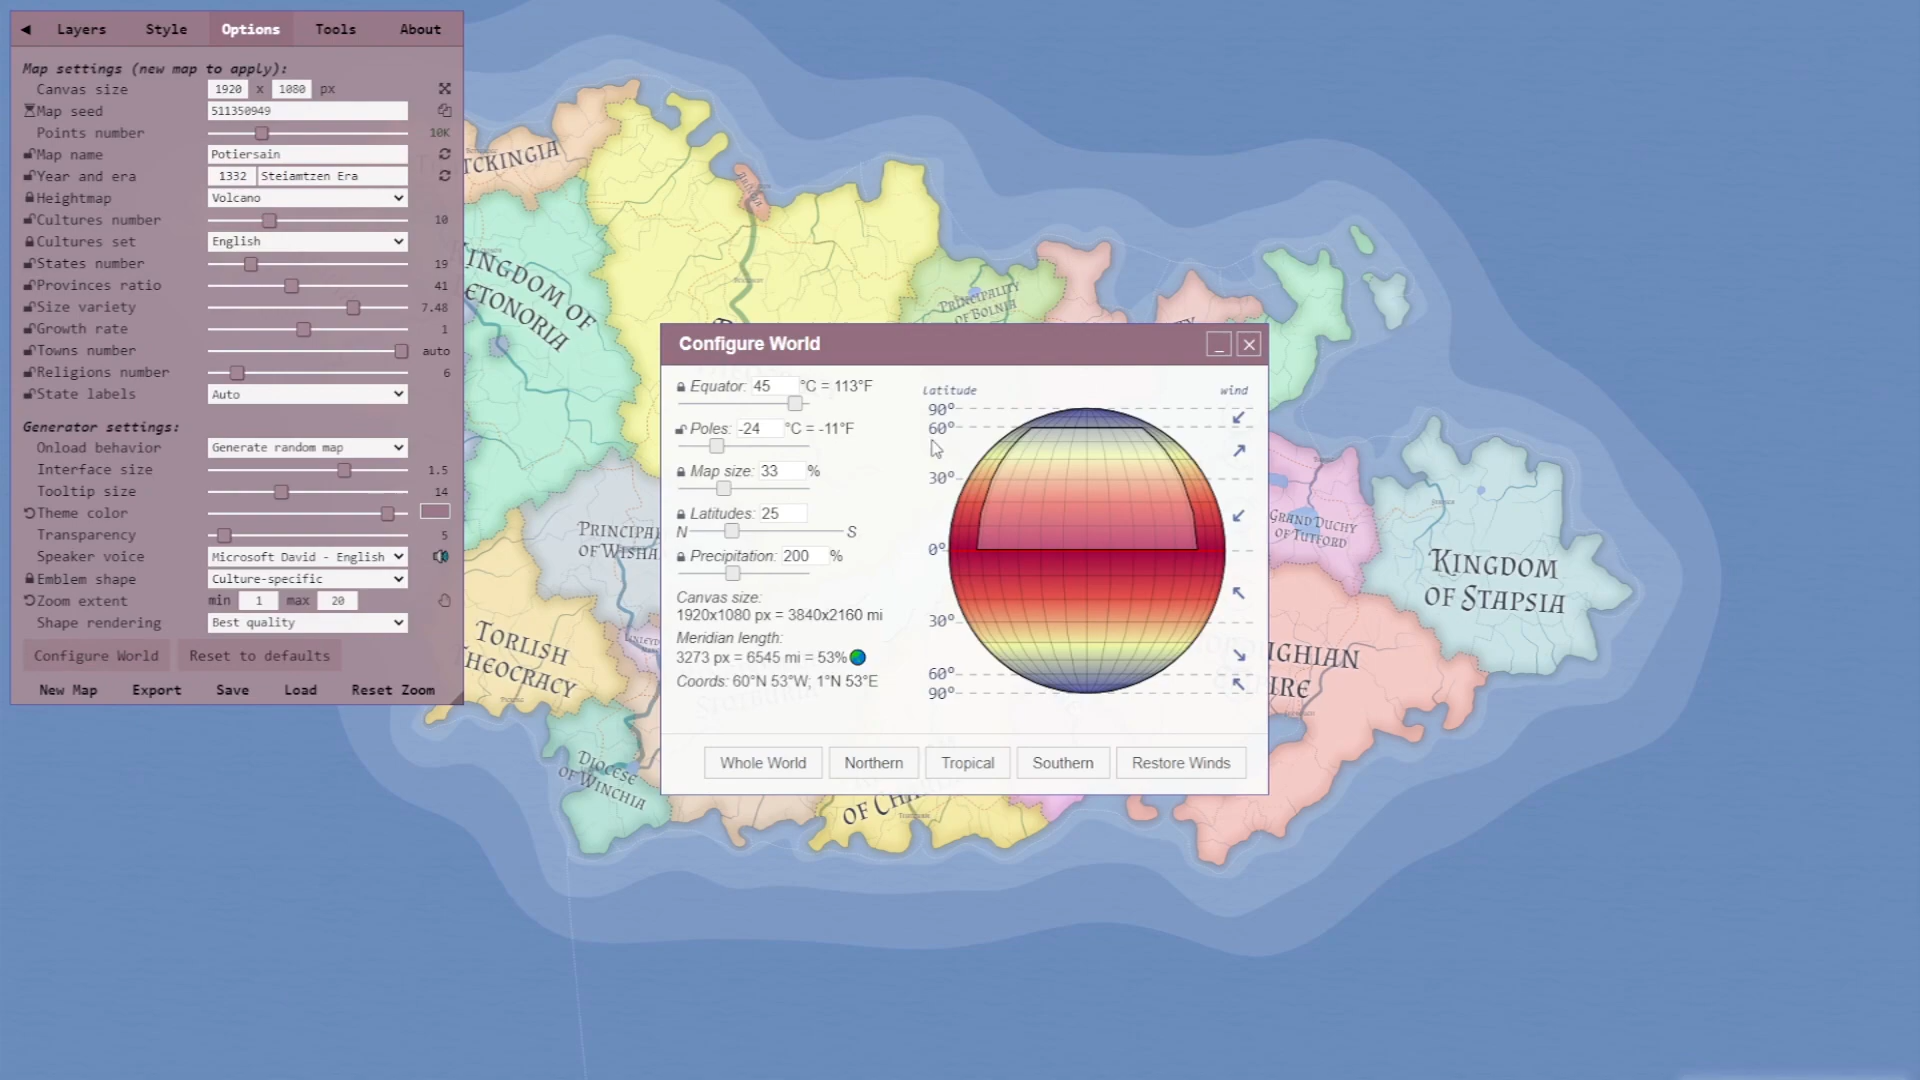 ◀ Layers Style Options Tools About
Map settings (new map to apply):
Canvas size 1920 x 1080 px
Map seed 511350949
Points number 10K
Map name Potiersain
Year and era 1332 Steiamtzen Era
Heightmap Volcano
Cultures number 10
Cultures set English
States number 19
Provinces ratio 41
Size variety 7.48
Growth rate 1
Towns number auto
Religions number 6
State labels Auto
Generator settings:
Onload behavior Generate random map
Interface size 1.5
Tooltip size 14
Theme color
Transparency 5
Speaker voice Microsoft David - English
Emblem shape Culture-specific
Zoom extent min 1 max 20
Shape rendering Best quality
Configure World Reset to defaults
New Map Export Save Load Reset Zoom
Configure World
Equator: 45 °C = 113°F
Poles: -24 °C = -11°F
Map size: 33 %
Latitudes: 25
N S
Precipitation: 200 %
Canvas size:
1920x1080 px = 3840x2160 mi
Meridian length:
3273 px = 6545 mi = 53%
Coords: 60°N 53°W; 1°N 53°E
latitude wind
90°
60°
30°
0°
30°
60°
90°
Whole World Northern Tropical Southern Restore Winds
TCKINGIA
INGDOM OF
ETONORIA
PRINCIPALITY
OF BOLNIA
PRINCIPA
OF WISHA
TORLISH
THEOCRACY
DIOCESE
OF WINCHIA
OF CHA
GRAND DUCHY
OF TUTFORD
KINGDOM
OF STAPSIA
IGHIAN
IRE